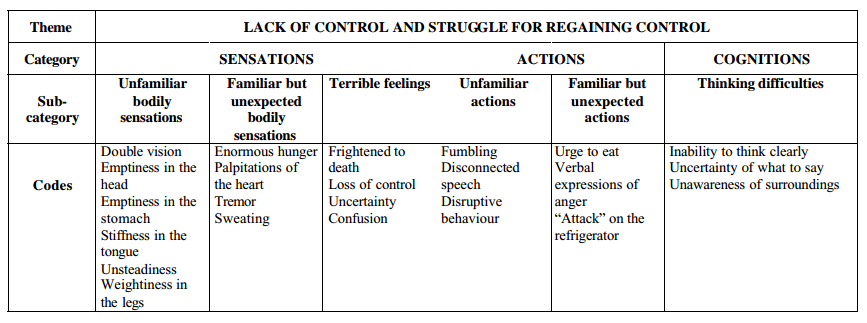 Theme
LACK OF CONTROL AND STRUGGLE FOR REGAINING CONTROL
Category
SENSATIONS
ACTIONS
COGNITIONS
Sub-
category
Unfamiliar
bodily
sensations
Familiar but
unexpected
bodily
sensations
Terrible feelings
Unfamiliar
actions
Familiar but
unexpected
actions
Thinking difficulties
Codes
Double vision
Emptiness in the
head
Emptiness in the
stomach
Stiffness in the
tongue
Unsteadiness
Weightiness in
the legs
Enormous hunger
Palpitations of
the heart
Tremor
Sweating
Frightened to
death
Loss of control
Uncertainty
Confusion
Fumbling
Disconnected
speech
Disruptive
behaviour
Urge to eat
Verbal
expressions of
anger
“Attack” on the
refrigerator
Inability to think clearly
Uncertainty of what to say
Unawareness of surroundings